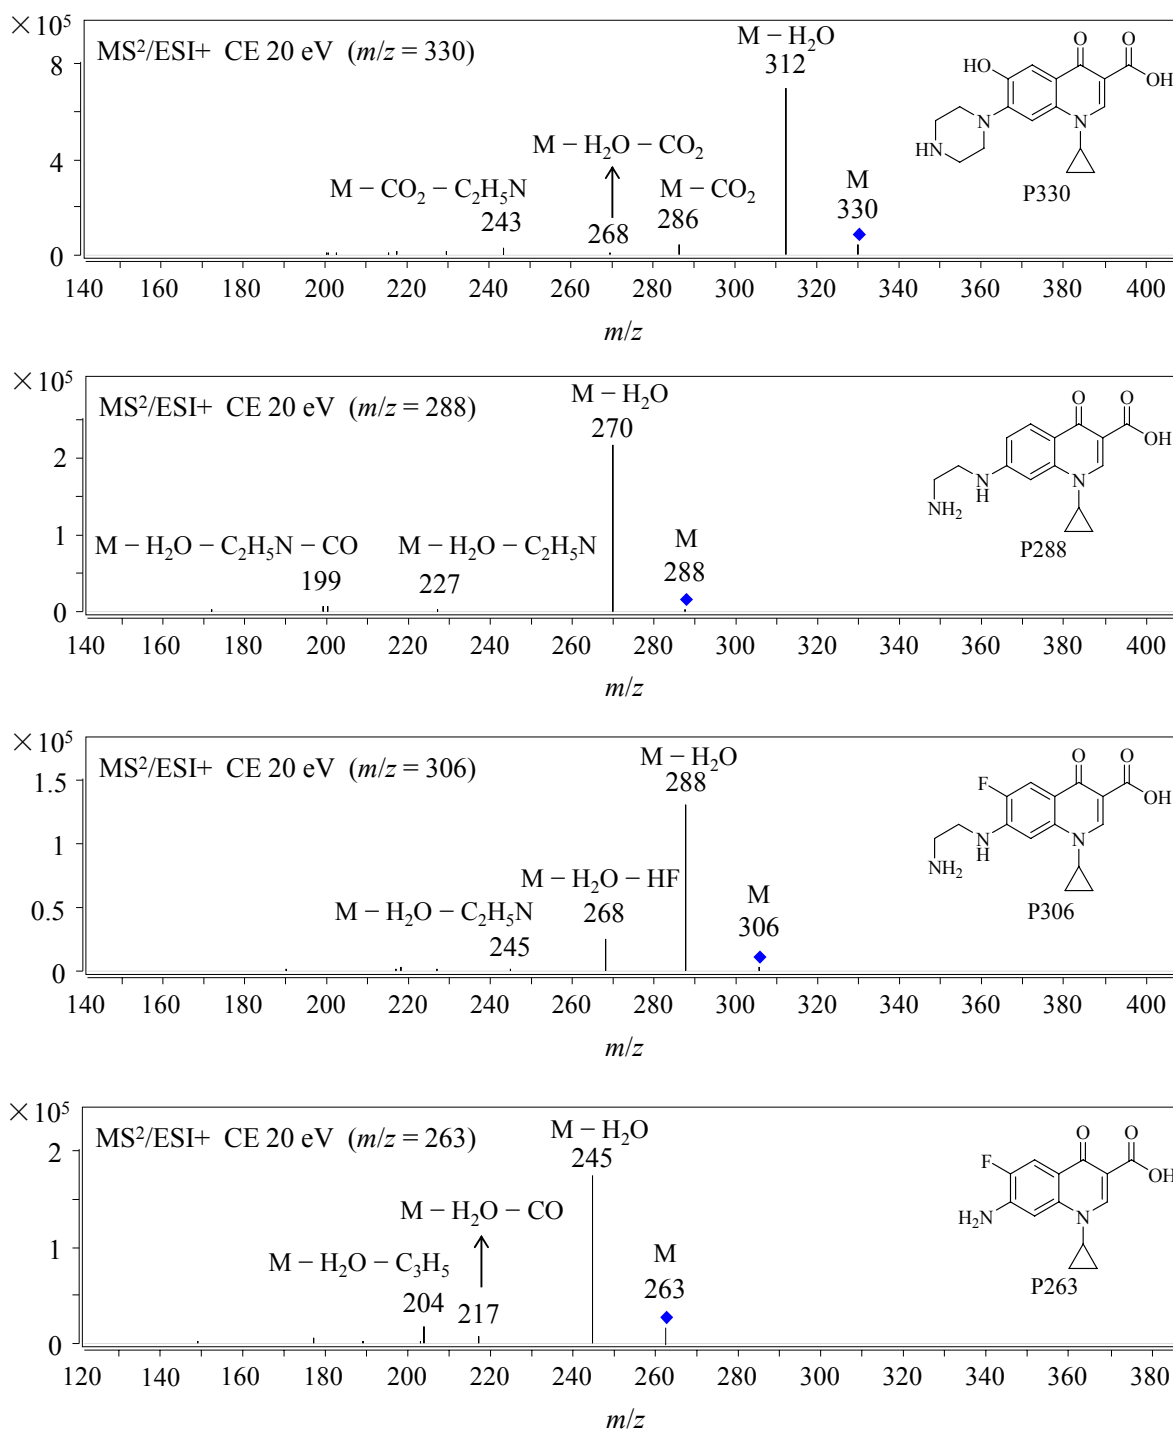 ×10⁵
MS²/ESI+ CE 20 eV (m/z = 330)
M − H₂O
312
M − H₂O − CO₂
M − CO₂ − C₂H₅N
243
268
M − CO₂
286
M
330
HO
O
O
OH
N
N
HN
P330
8
4
0
140 160 200 220 240 260 280 300 320 340 360 380 400
m/z
×10⁵
MS²/ESI+ CE 20 eV (m/z = 288)
M − H₂O
270
M − H₂O − C₂H₅N − CO
199
M − H₂O − C₂H₅N
227
M
288
O
O
OH
N
H
N
NH₂
P288
2
1
0
140 160 180 200 220 240 260 280 300 320 340 360 380 400
m/z
×10⁵
MS²/ESI+ CE 20 eV (m/z = 306)
M − H₂O
288
M − H₂O − HF
268
M − H₂O − C₂H₅N
245
M
306
F
O
O
OH
N
H
N
NH₂
P306
1.5
1
0.5
0
140 160 180 200 220 240 260 280 300 320 340 360 380 400
m/z
×10⁵
MS²/ESI+ CE 20 eV (m/z = 263)
M − H₂O
245
M − H₂O − CO
217
M − H₂O − C₃H₅
204
M
263
F
O
O
OH
H₂N
N
P263
2
1
0
120 140 160 180 200 220 240 260 280 300 320 340 360 380
m/z